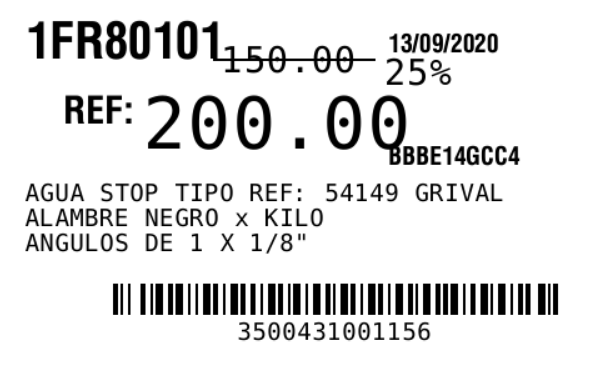 1FR80101 150.00 13/09/2020
25%
REF: 200.00
BBBE14GCC4
AGUA STOP TIPO REF: 54149 GRIVAL
ALAMBRE NEGRO x KILO
ANGULOS DE 1 X 1/8"
3500431001156